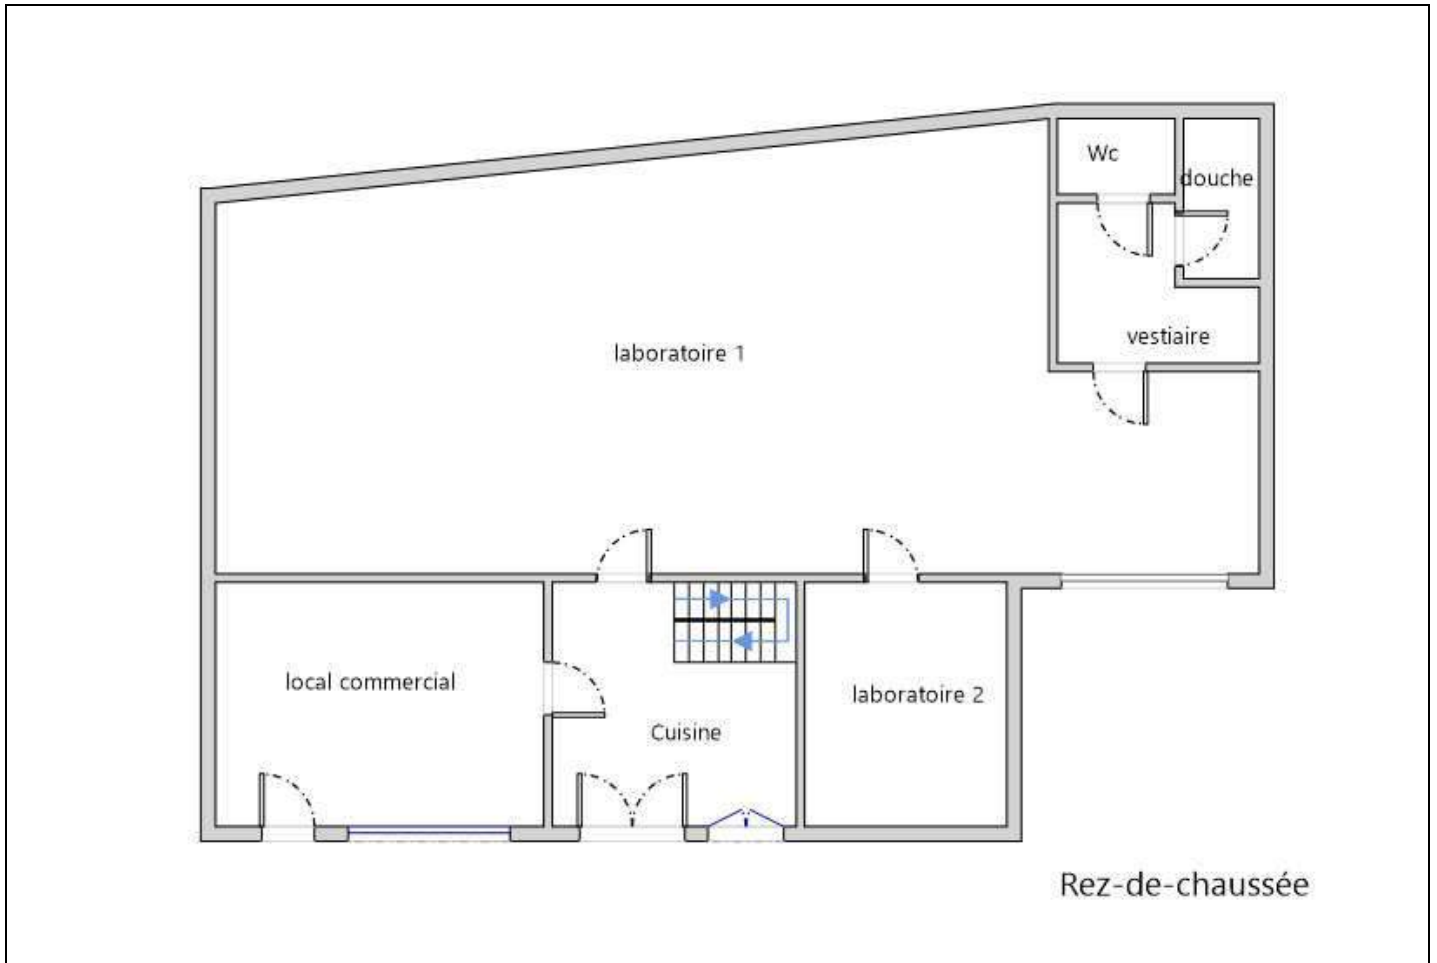 Wc
douche
vestiaire
laboratoire 1
local commercial
laboratoire 2
Cuisine
Rez-de-chaussée